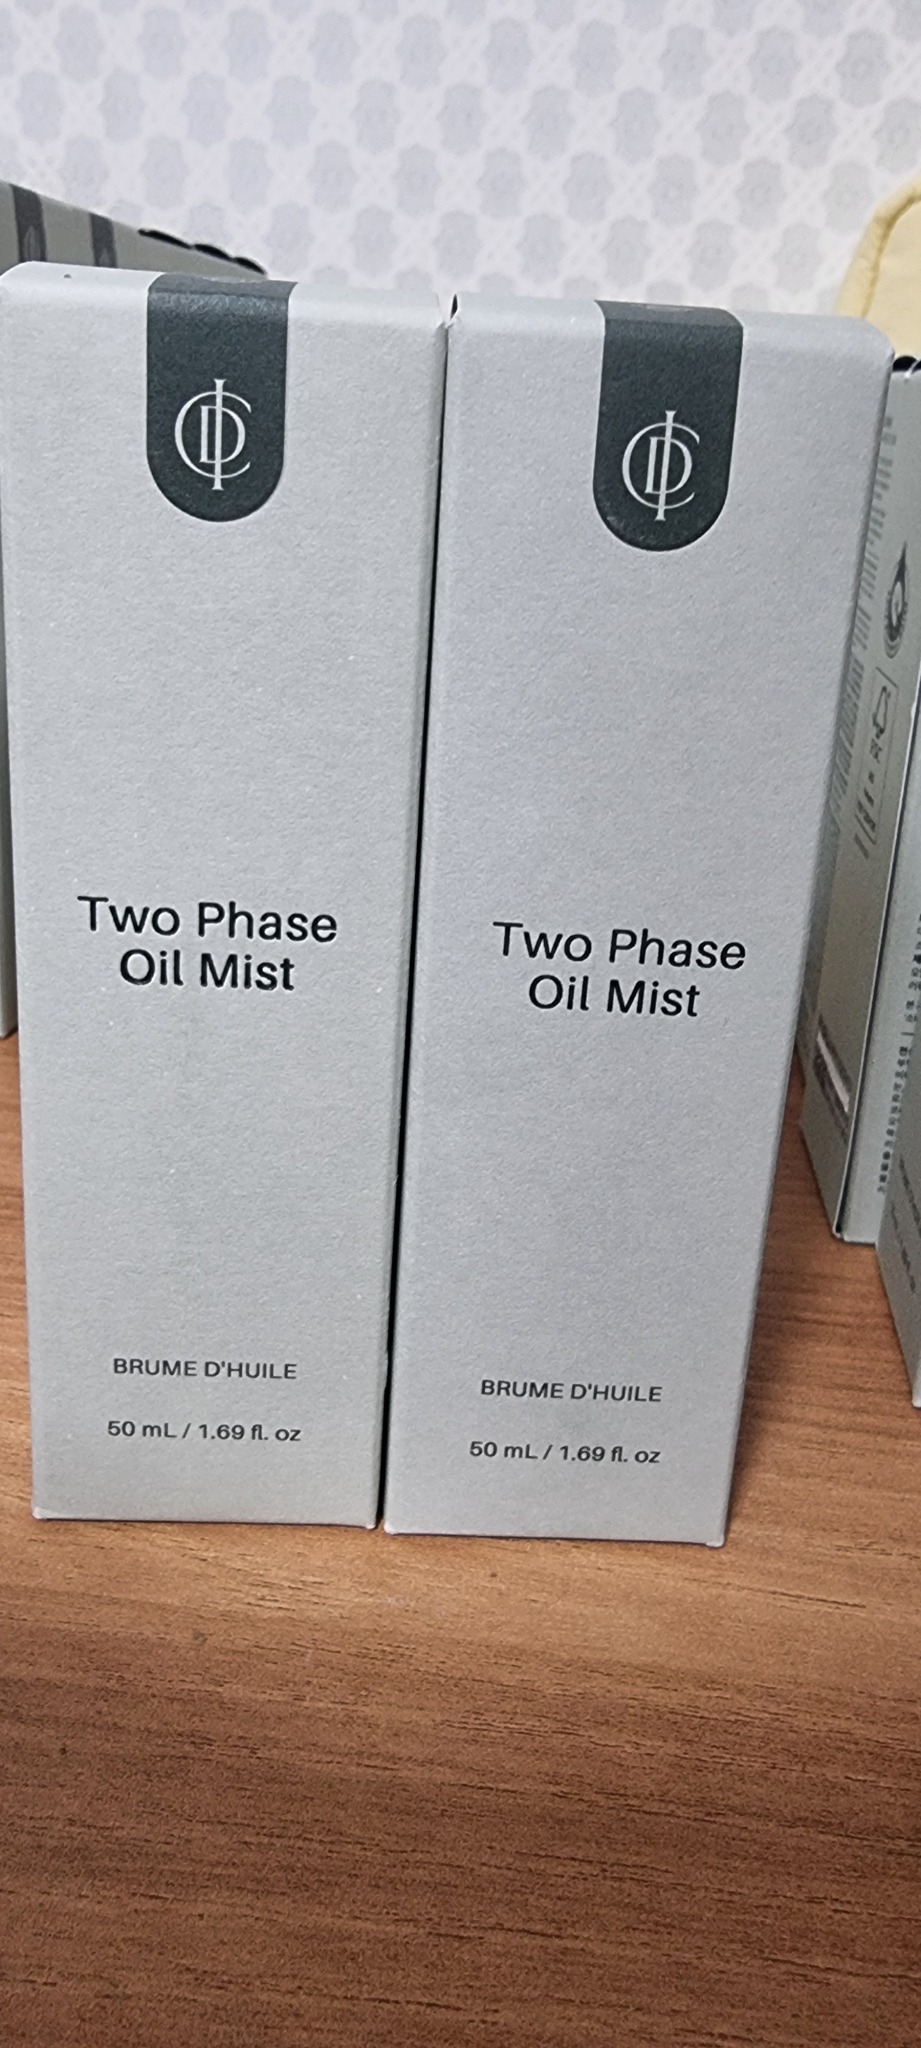 Two Phase
Oil Mist
BRUME D'HUILE
50 mL / 1.69 fl. oz
Two Phase
Oil Mist
BRUME D'HUILE
50 mL / 1.69 fl. oz